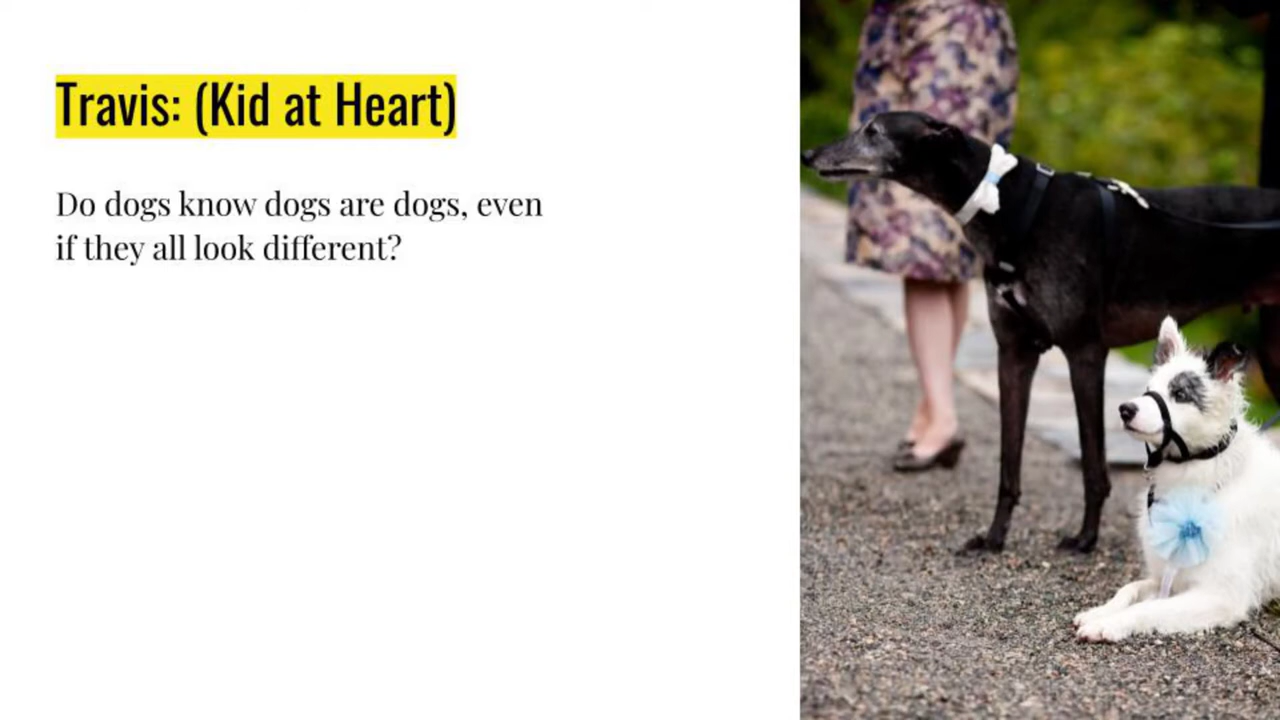 Travis: (Kid at Heart)
Do dogs know dogs are dogs, even
if they all look different?